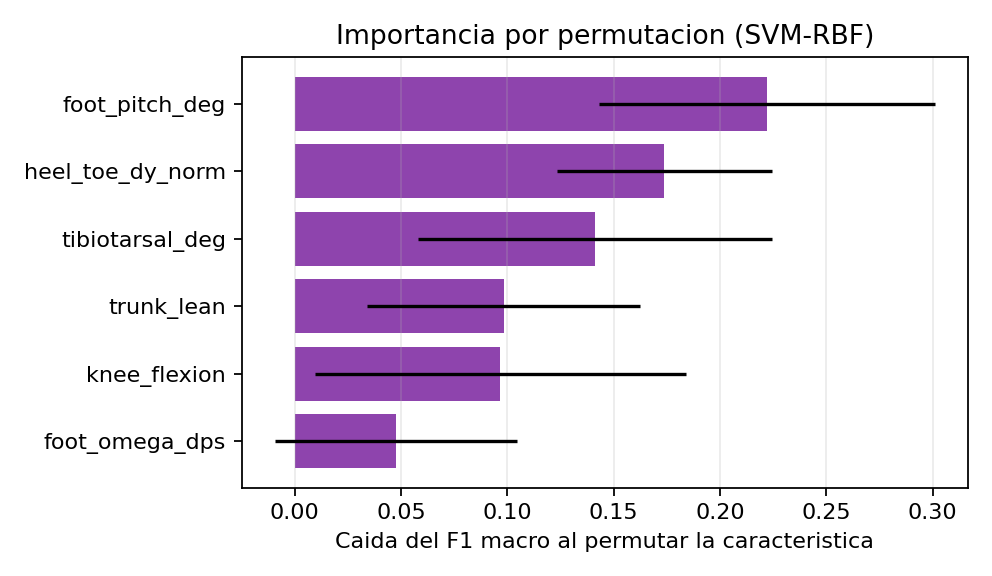 Importancia por permutacion (SVM-RBF)
foot_pitch_deg
heel_toe_dy_norm
tibiotarsal_deg
trunk_lean
knee_flexion
foot_omega_dps
0.00 0.05 0.10 0.15 0.20 0.25 0.30
Caida del F1 macro al permutar la caracteristica